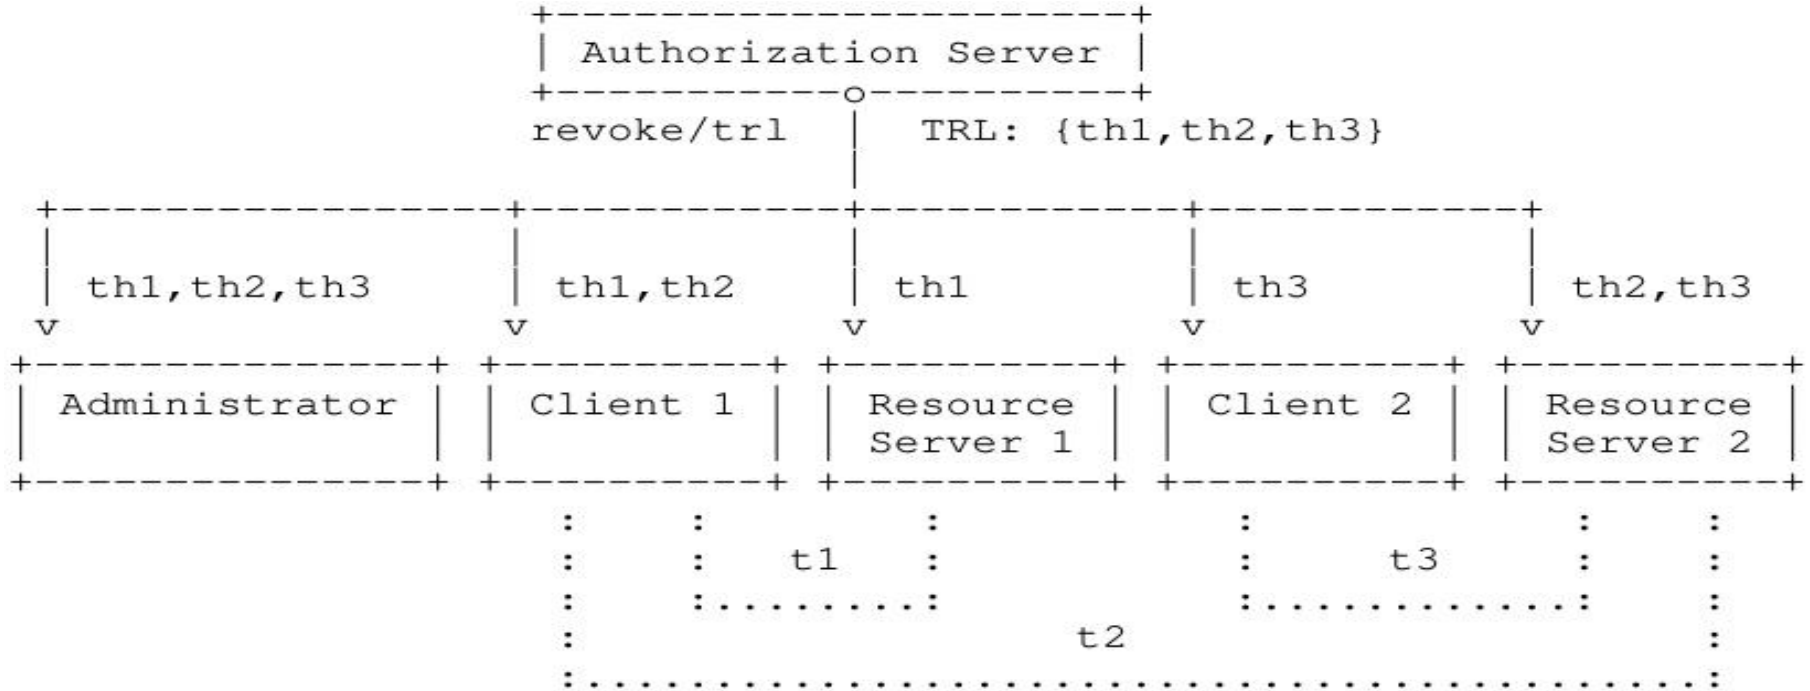 Authorization Server
revoke/trl TRL: {th1,th2,th3}
th1,th2,th3 th1,th2 th1 th3 th2,th3
v v v v v
Administrator Client 1 Resource Client 2 Resource
Server 1 Server 2
t1 t3
t2